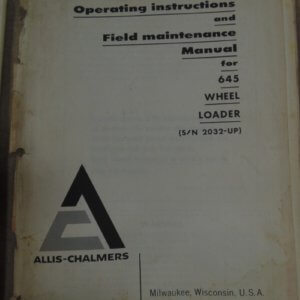 Operating instructions
and
Field maintenance
Manual
for
645
WHEEL
LOADER
(S/N 2032-UP)
ALLIS-CHALMERS
Milwaukee, Wisconsin, U.S.A.